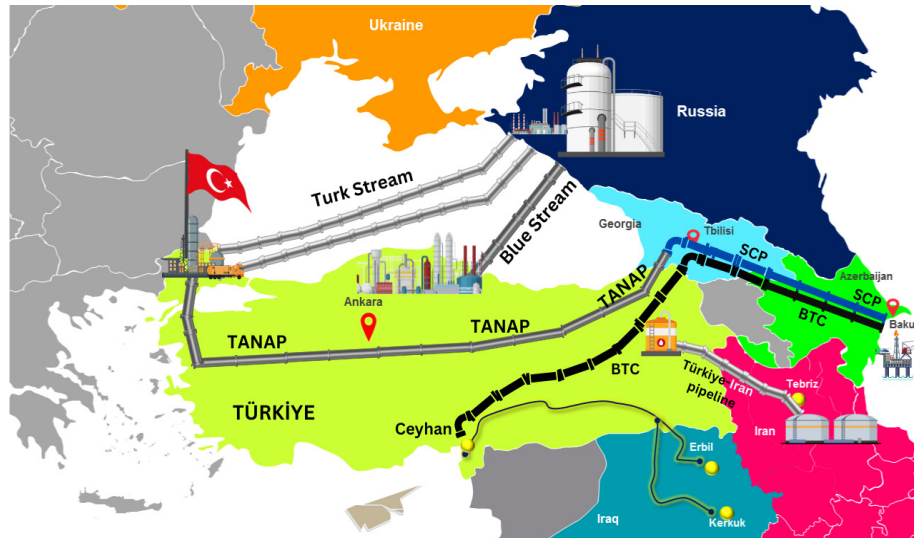 Ukraine
Russia
Turk Stream
Blue Stream
Georgia
Tbilisi
SCP
Azerbaijan
SCP
BTC
Baku
Ankara
TANAP
TANAP
TANAP
BTC
Türkiye-Iran
pipeline
Tebriz
TÜRKİYE
Ceyhan
Iran
Erbil
Iraq
Kerkuk